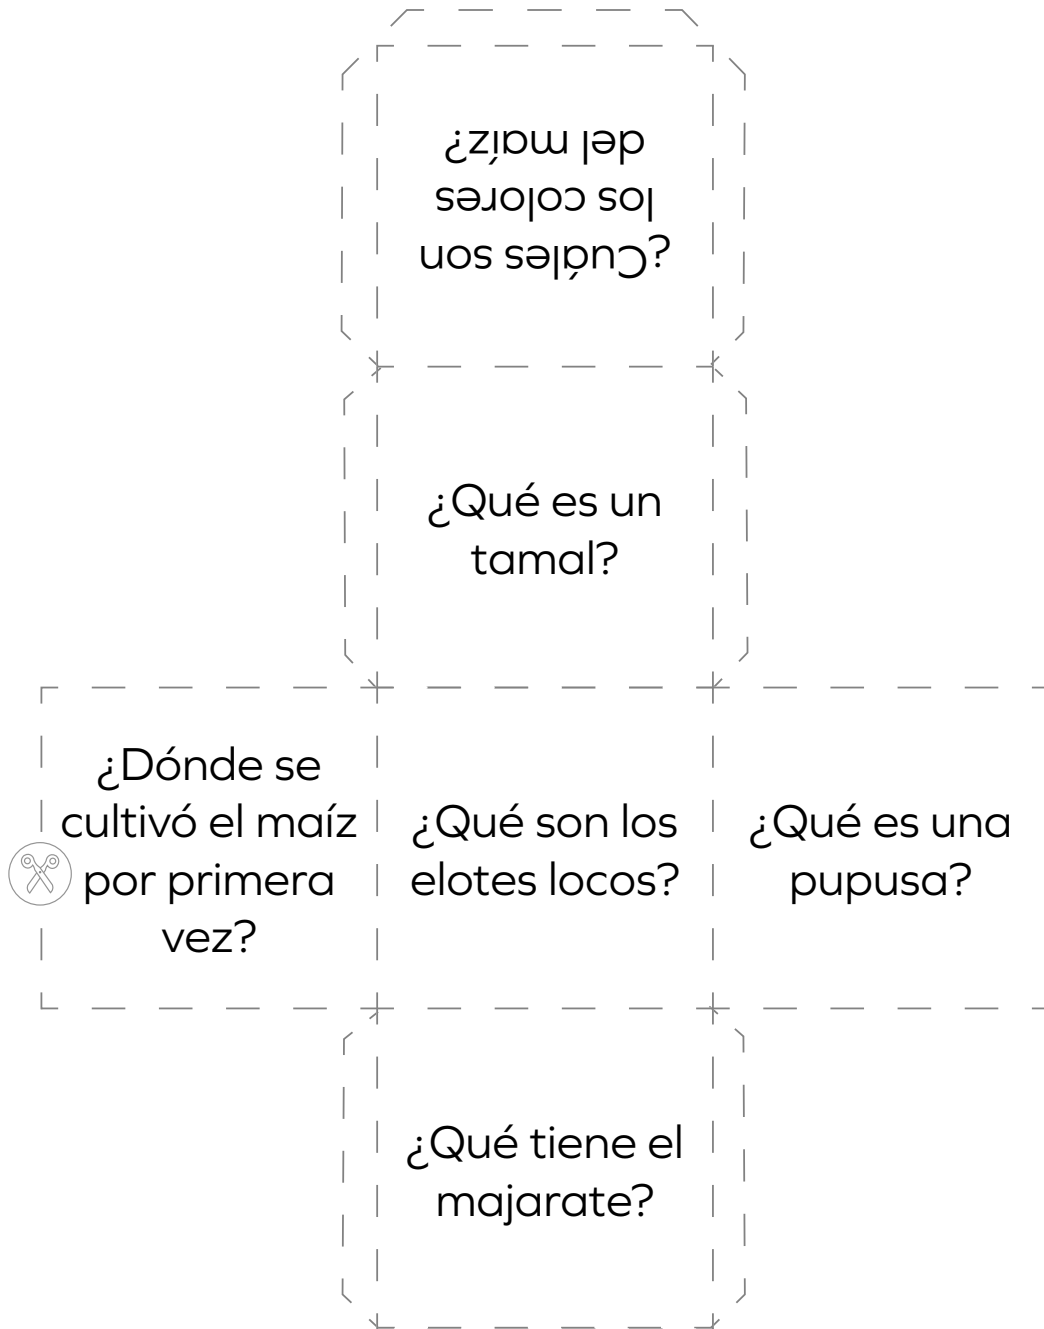 ¿Cuáles son
los colores
del maíz?
¿Qué es un
tamal?
¿Dónde se
cultivó el maíz
por primera
vez?
¿Qué son los
elotes locos?
¿Qué es una
pupusa?
¿Qué tiene el
majarate?